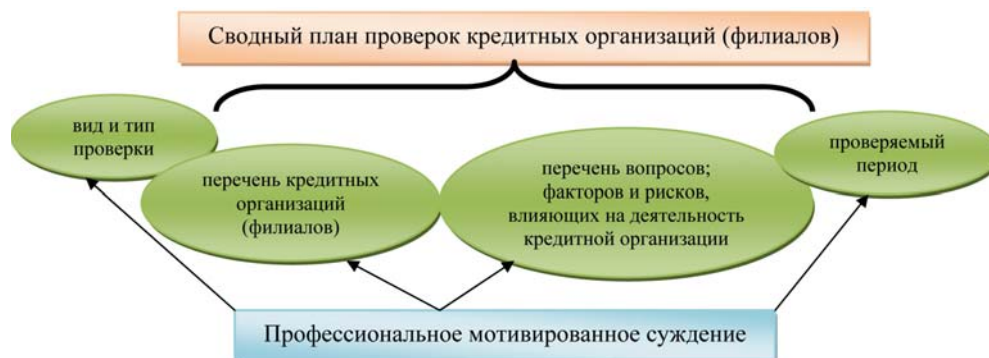 Сводный план проверок кредитных организаций (филиалов)
вид и тип
проверки
перечень кредитных
организаций
(филиалов)
перечень вопросов;
факторов и рисков,
влияющих на деятельность
кредитной организации
проверяемый
период
Профессиональное мотивированное суждение